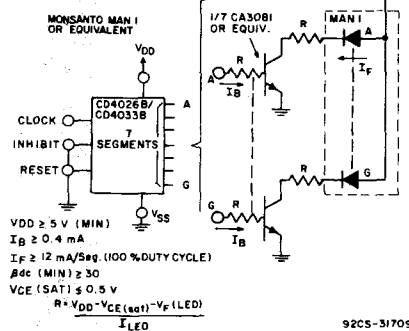 MONSANTO MAN I
OR EQUIVALENT
VDD
CLOCK
INHIBIT
RESET
CD4026B/
CD4033B
7
SEGMENTS
A
G
VSS
1/7 CA3081
OR EQUIV.
R
MAN I
A
IF
A
R
IB
R
G
G
R
IB
VDD ≥ 5 V (MIN)
IB ≥ 0.4 mA
IF ≥ 12 mA/Seg. (100 % DUTY CYCLE)
βdc (MIN) ≥ 30
VCE (SAT) ≤ 0.5 V
R= VDD-VCE(sat)-VF (LED)
ILED
92CS-31709